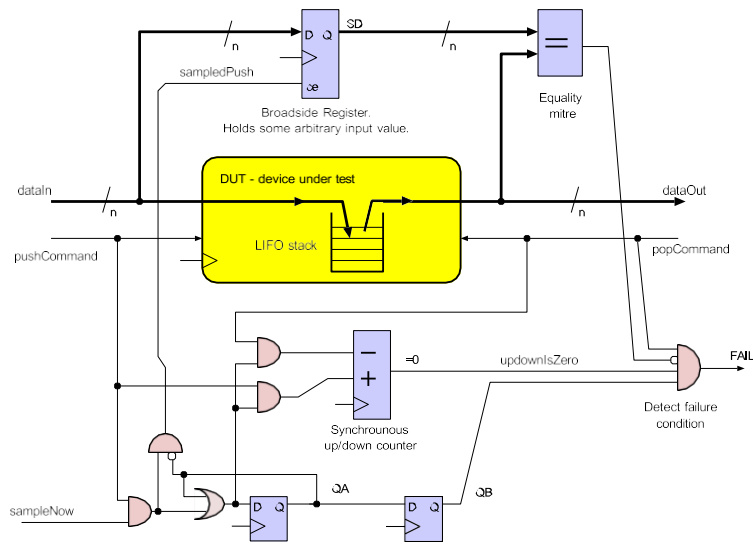 SD
n
n
D Q
ce
=
sampledPush
Broadside Register.
Holds some arbitrary input value.
Equality
mitre
DUT - device under test
dataIn
n
LIFO stack
n
dataOut
pushCommand
popCommand
−
+
=0
updownIsZero
FAIL
Synchrounous
up/down counter
Detect failure
condition
sampleNow
D Q
QA
D Q
QB